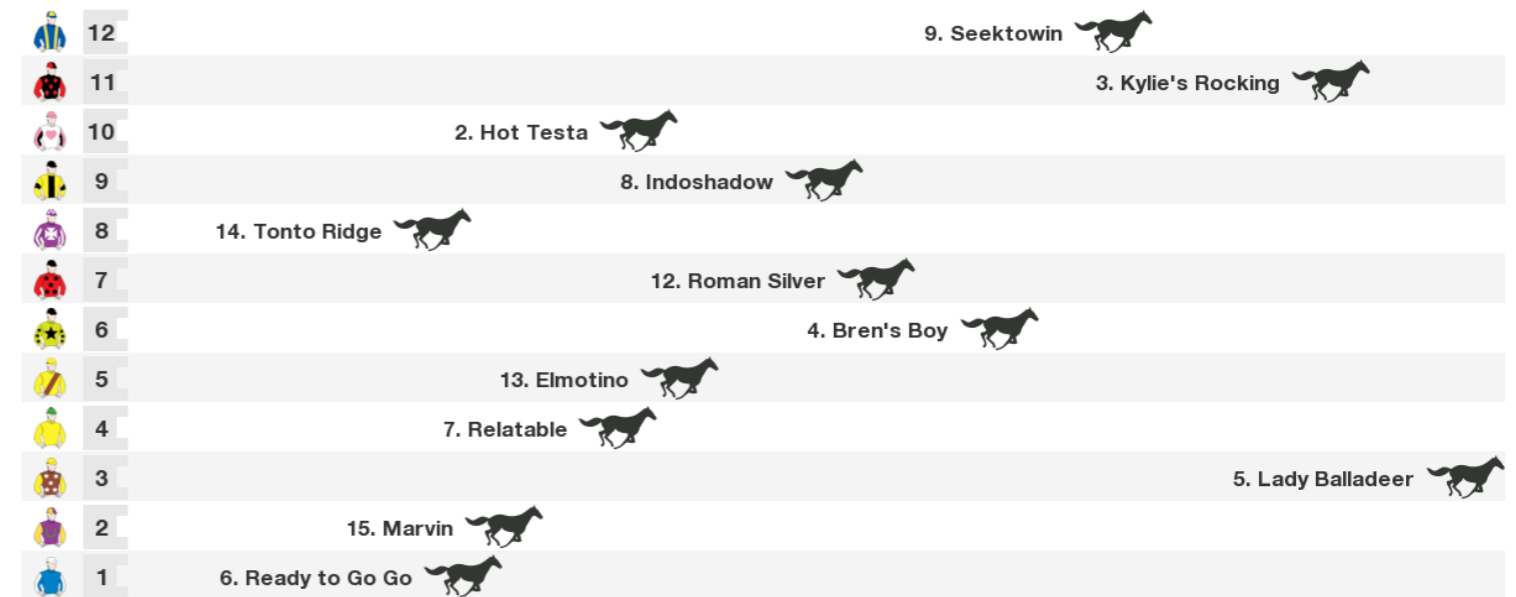 12 9. Seektowin
11 3. Kylie's Rocking
10 2. Hot Testa
9 8. Indoshadow
8 14. Tonto Ridge
7 12. Roman Silver
6 4. Bren's Boy
5 13. Elmotino
4 7. Relatable
3 5. Lady Balladeer
2 15. Marvin
1 6. Ready to Go Go